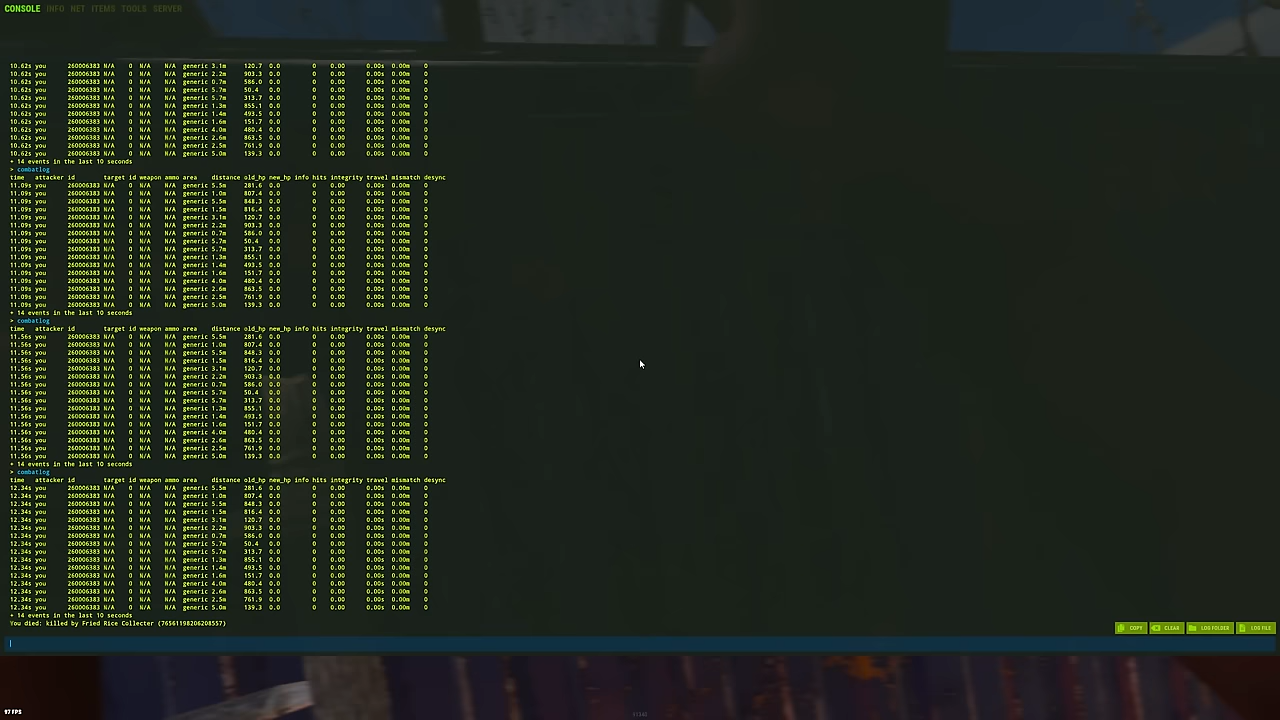 CONSOLE INFO NET ITEMS TOOLS SERVER
10.62s you 260006383 N/A 0 N/A N/A generic 3.1m 120.7 0.0 0 0.00 0.00s 0.00m 0
10.62s you 260006383 N/A 0 N/A N/A generic 2.2m 903.3 0.0 0 0.00 0.00s 0.00m 0
10.62s you 260006383 N/A 0 N/A N/A generic 0.7m 586.0 0.0 0 0.00 0.00s 0.00m 0
10.62s you 260006383 N/A 0 N/A N/A generic 5.7m 50.4 0.0 0 0.00 0.00s 0.00m 0
10.62s you 260006383 N/A 0 N/A N/A generic 5.7m 313.7 0.0 0 0.00 0.00s 0.00m 0
10.62s you 260006383 N/A 0 N/A N/A generic 1.3m 855.1 0.0 0 0.00 0.00s 0.00m 0
10.62s you 260006383 N/A 0 N/A N/A generic 1.4m 493.5 0.0 0 0.00 0.00s 0.00m 0
10.62s you 260006383 N/A 0 N/A N/A generic 1.6m 151.7 0.0 0 0.00 0.00s 0.00m 0
10.62s you 260006383 N/A 0 N/A N/A generic 4.0m 480.4 0.0 0 0.00 0.00s 0.00m 0
10.62s you 260006383 N/A 0 N/A N/A generic 2.6m 863.5 0.0 0 0.00 0.00s 0.00m 0
10.62s you 260006383 N/A 0 N/A N/A generic 2.5m 761.9 0.0 0 0.00 0.00s 0.00m 0
10.62s you 260006383 N/A 0 N/A N/A generic 5.0m 139.3 0.0 0 0.00 0.00s 0.00m 0
+ 14 events in the last 10 seconds
> combatlog
time attacker id target id weapon ammo area distance old_hp new_hp info hits integrity travel mismatch desync
11.09s you 260006383 N/A 0 N/A N/A generic 5.5m 281.6 0.0 0 0.00 0.00s 0.00m 0
11.09s you 260006383 N/A 0 N/A N/A generic 1.0m 807.4 0.0 0 0.00 0.00s 0.00m 0
11.09s you 260006383 N/A 0 N/A N/A generic 5.5m 848.3 0.0 0 0.00 0.00s 0.00m 0
11.09s you 260006383 N/A 0 N/A N/A generic 1.5m 816.4 0.0 0 0.00 0.00s 0.00m 0
11.09s you 260006383 N/A 0 N/A N/A generic 3.1m 120.7 0.0 0 0.00 0.00s 0.00m 0
11.09s you 260006383 N/A 0 N/A N/A generic 2.2m 903.3 0.0 0 0.00 0.00s 0.00m 0
11.09s you 260006383 N/A 0 N/A N/A generic 0.7m 586.0 0.0 0 0.00 0.00s 0.00m 0
11.09s you 260006383 N/A 0 N/A N/A generic 5.7m 50.4 0.0 0 0.00 0.00s 0.00m 0
11.09s you 260006383 N/A 0 N/A N/A generic 5.7m 313.7 0.0 0 0.00 0.00s 0.00m 0
11.09s you 260006383 N/A 0 N/A N/A generic 1.3m 855.1 0.0 0 0.00 0.00s 0.00m 0
11.09s you 260006383 N/A 0 N/A N/A generic 1.4m 493.5 0.0 0 0.00 0.00s 0.00m 0
11.09s you 260006383 N/A 0 N/A N/A generic 1.6m 151.7 0.0 0 0.00 0.00s 0.00m 0
11.09s you 260006383 N/A 0 N/A N/A generic 4.0m 480.4 0.0 0 0.00 0.00s 0.00m 0
11.09s you 260006383 N/A 0 N/A N/A generic 2.6m 863.5 0.0 0 0.00 0.00s 0.00m 0
11.09s you 260006383 N/A 0 N/A N/A generic 2.5m 761.9 0.0 0 0.00 0.00s 0.00m 0
11.09s you 260006383 N/A 0 N/A N/A generic 5.0m 139.3 0.0 0 0.00 0.00s 0.00m 0
+ 14 events in the last 10 seconds
> combatlog
time attacker id target id weapon ammo area distance old_hp new_hp info hits integrity travel mismatch desync
11.56s you 260006383 N/A 0 N/A N/A generic 5.5m 281.6 0.0 0 0.00 0.00s 0.00m 0
11.56s you 260006383 N/A 0 N/A N/A generic 1.0m 807.4 0.0 0 0.00 0.00s 0.00m 0
11.56s you 260006383 N/A 0 N/A N/A generic 5.5m 848.3 0.0 0 0.00 0.00s 0.00m 0
11.56s you 260006383 N/A 0 N/A N/A generic 1.5m 816.4 0.0 0 0.00 0.00s 0.00m 0
11.56s you 260006383 N/A 0 N/A N/A generic 3.1m 120.7 0.0 0 0.00 0.00s 0.00m 0
11.56s you 260006383 N/A 0 N/A N/A generic 2.2m 903.3 0.0 0 0.00 0.00s 0.00m 0
11.56s you 260006383 N/A 0 N/A N/A generic 0.7m 586.0 0.0 0 0.00 0.00s 0.00m 0
11.56s you 260006383 N/A 0 N/A N/A generic 5.7m 50.4 0.0 0 0.00 0.00s 0.00m 0
11.56s you 260006383 N/A 0 N/A N/A generic 5.7m 313.7 0.0 0 0.00 0.00s 0.00m 0
11.56s you 260006383 N/A 0 N/A N/A generic 1.3m 855.1 0.0 0 0.00 0.00s 0.00m 0
11.56s you 260006383 N/A 0 N/A N/A generic 1.4m 493.5 0.0 0 0.00 0.00s 0.00m 0
11.56s you 260006383 N/A 0 N/A N/A generic 1.6m 151.7 0.0 0 0.00 0.00s 0.00m 0
11.56s you 260006383 N/A 0 N/A N/A generic 4.0m 480.4 0.0 0 0.00 0.00s 0.00m 0
11.56s you 260006383 N/A 0 N/A N/A generic 2.6m 863.5 0.0 0 0.00 0.00s 0.00m 0
11.56s you 260006383 N/A 0 N/A N/A generic 2.5m 761.9 0.0 0 0.00 0.00s 0.00m 0
11.56s you 260006383 N/A 0 N/A N/A generic 5.0m 139.3 0.0 0 0.00 0.00s 0.00m 0
+ 14 events in the last 10 seconds
> combatlog
time attacker id target id weapon ammo area distance old_hp new_hp info hits integrity travel mismatch desync
12.34s you 260006383 N/A 0 N/A N/A generic 5.5m 281.6 0.0 0 0.00 0.00s 0.00m 0
12.34s you 260006383 N/A 0 N/A N/A generic 1.0m 807.4 0.0 0 0.00 0.00s 0.00m 0
12.34s you 260006383 N/A 0 N/A N/A generic 5.5m 848.3 0.0 0 0.00 0.00s 0.00m 0
12.34s you 260006383 N/A 0 N/A N/A generic 1.5m 816.4 0.0 0 0.00 0.00s 0.00m 0
12.34s you 260006383 N/A 0 N/A N/A generic 3.1m 120.7 0.0 0 0.00 0.00s 0.00m 0
12.34s you 260006383 N/A 0 N/A N/A generic 2.2m 903.3 0.0 0 0.00 0.00s 0.00m 0
12.34s you 260006383 N/A 0 N/A N/A generic 0.7m 586.0 0.0 0 0.00 0.00s 0.00m 0
12.34s you 260006383 N/A 0 N/A N/A generic 5.7m 50.4 0.0 0 0.00 0.00s 0.00m 0
12.34s you 260006383 N/A 0 N/A N/A generic 5.7m 313.7 0.0 0 0.00 0.00s 0.00m 0
12.34s you 260006383 N/A 0 N/A N/A generic 1.3m 855.1 0.0 0 0.00 0.00s 0.00m 0
12.34s you 260006383 N/A 0 N/A N/A generic 1.4m 493.5 0.0 0 0.00 0.00s 0.00m 0
12.34s you 260006383 N/A 0 N/A N/A generic 1.6m 151.7 0.0 0 0.00 0.00s 0.00m 0
12.34s you 260006383 N/A 0 N/A N/A generic 4.0m 480.4 0.0 0 0.00 0.00s 0.00m 0
12.34s you 260006383 N/A 0 N/A N/A generic 2.6m 863.5 0.0 0 0.00 0.00s 0.00m 0
12.34s you 260006383 N/A 0 N/A N/A generic 2.5m 761.9 0.0 0 0.00 0.00s 0.00m 0
12.34s you 260006383 N/A 0 N/A N/A generic 5.0m 139.3 0.0 0 0.00 0.00s 0.00m 0
+ 14 events in the last 10 seconds
You died: killed by Fried Rice Collecter (76561198206208557)
COPY CLEAR LOG FOLDER LOG FILE
97 FPS